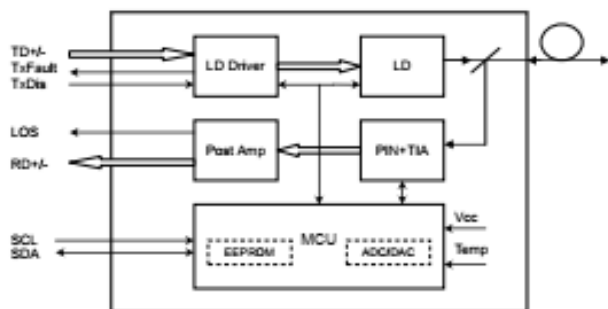 TD+/-
TxFault
TxDis
LD Driver
LD
LOS
RD+/-
Post Amp
PIN+TIA
SCL
SDA
MCU
EEPROM
ADC/DAC
Vcc
Temp